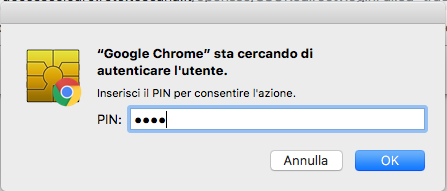 “Google Chrome” sta cercando di
autenticare l'utente.
Inserisci il PIN per consentire l'azione.
PIN: ●●●●
Annulla
OK